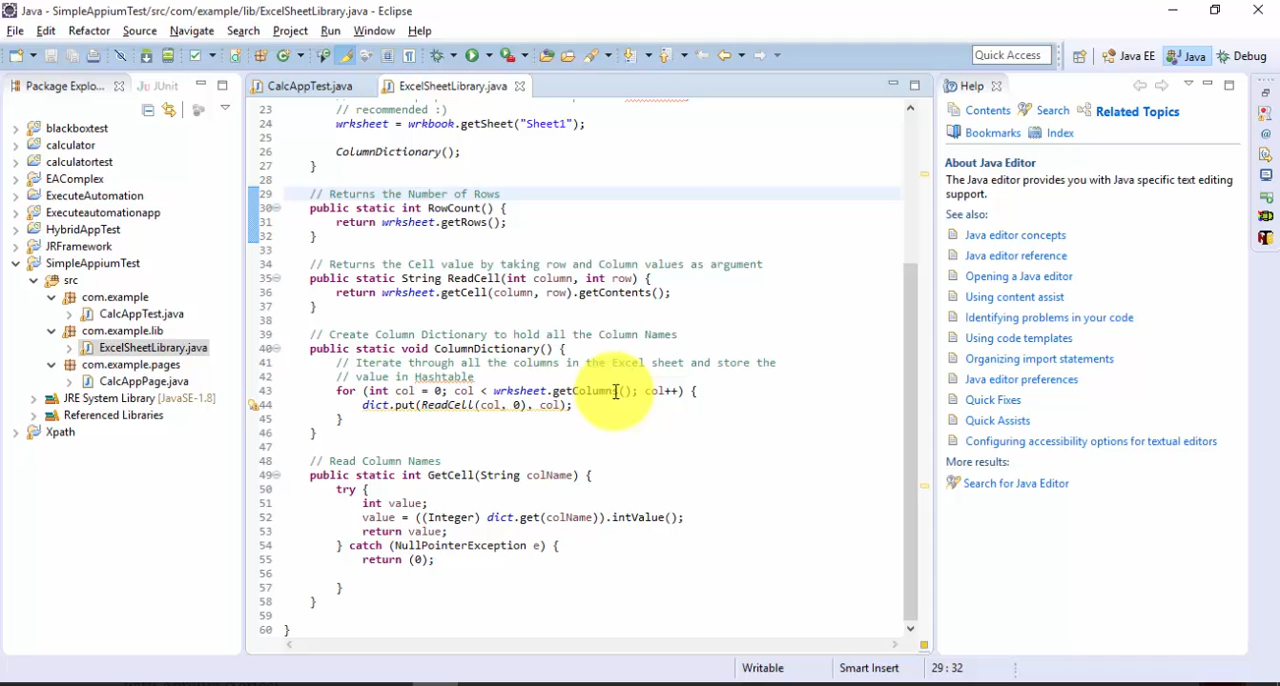 Java - SimpleAppiumTest/src/com/example/lib/ExcelSheetLibrary.java - Eclipse
File Edit Refactor Source Navigate Search Project Run Window Help
Quick Access
Java EE
Java
Debug
Package Explo...
JUnit
blackboxtest
calculator
calculatortest
EAComplex
ExecuteAutomation
Executeautomationapp
HybridAppTest
JRFramework
SimpleAppiumTest
src
com.example
CalcAppTest.java
com.example.lib
ExcelSheetLibrary.java
com.example.pages
CalcAppPage.java
JRE System Library [JavaSE-1.8]
Referenced Libraries
Xpath
CalcAppTest.java
ExcelSheetLibrary.java
23 // recommended :)
24 wrksheet = wrkbook.getSheet("Sheet1");
25
26 ColumnDictionary();
27 }
28
29 // Returns the Number of Rows
30 public static int RowCount() {
31 return wrksheet.getRows();
32 }
33
34 // Returns the Cell value by taking row and Column values as argument
35 public static String ReadCell(int column, int row) {
36 return wrksheet.getCell(column, row).getContents();
37 }
38
39 // Create Column Dictionary to hold all the Column Names
40 public static void ColumnDictionary() {
41 // Iterate through all the columns in the Excel sheet and store the
42 // value in Hashtable
43 for (int col = 0; col < wrksheet.getColumns(); col++) {
44 dict.put(ReadCell(col, 0), col);
45 }
46 }
47
48 // Read Column Names
49 public static int GetCell(String colName) {
50 try {
51 int value;
52 value = ((Integer) dict.get(colName)).intValue();
53 return value;
54 } catch (NullPointerException e) {
55 return (0);
56
57 }
58 }
59
60 }
Help
Contents Search Related Topics
Bookmarks Index
About Java Editor
The Java editor provides you with Java specific text editing
support.
See also:
Java editor concepts
Java editor reference
Opening a Java editor
Using content assist
Identifying problems in your code
Using code templates
Organizing import statements
Java editor preferences
Quick Fixes
Quick Assists
Configuring accessibility options for textual editors
More results:
Search for Java Editor
Writable
Smart Insert
29 : 32